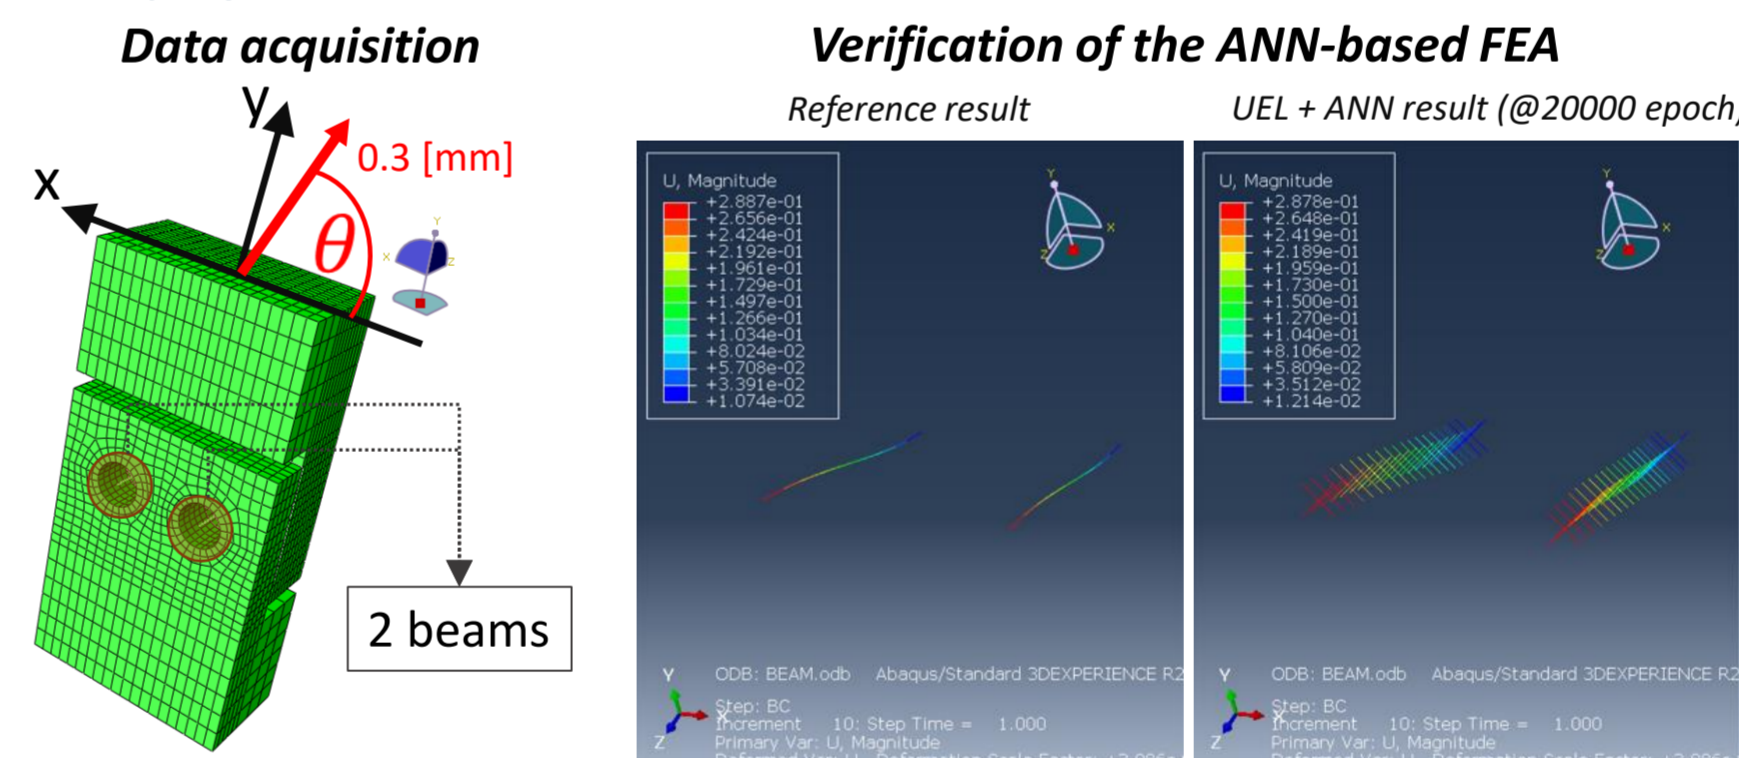 Data acquisition
y
x
0.3 [mm]
θ
Y
X
Z
2 beams
Verification of the ANN-based FEA
Reference result
U, Magnitude
+2.887e-01
+2.656e-01
+2.424e-01
+2.192e-01
+1.961e-01
+1.729e-01
+1.497e-01
+1.266e-01
+1.034e-01
+8.024e-02
+5.708e-02
+3.391e-02
+1.074e-02
Y
X
Z
Y
X
Z
ODB: BEAM.odb Abaqus/Standard 3DEXPERIENCE R2
Step: BC
Increment 10: Step Time = 1.000
Primary Var: U, Magnitude
UEL + ANN result (@20000 epoch)
U, Magnitude
+2.878e-01
+2.648e-01
+2.419e-01
+2.189e-01
+1.959e-01
+1.730e-01
+1.500e-01
+1.270e-01
+1.040e-01
+8.106e-02
+5.809e-02
+3.512e-02
+1.214e-02
Y
X
Z
Y
X
Z
ODB: BEAM.odb Abaqus/Standard 3DEXPERIENCE R2
Step: BC
Increment 10: Step Time = 1.000
Primary Var: U, Magnitude